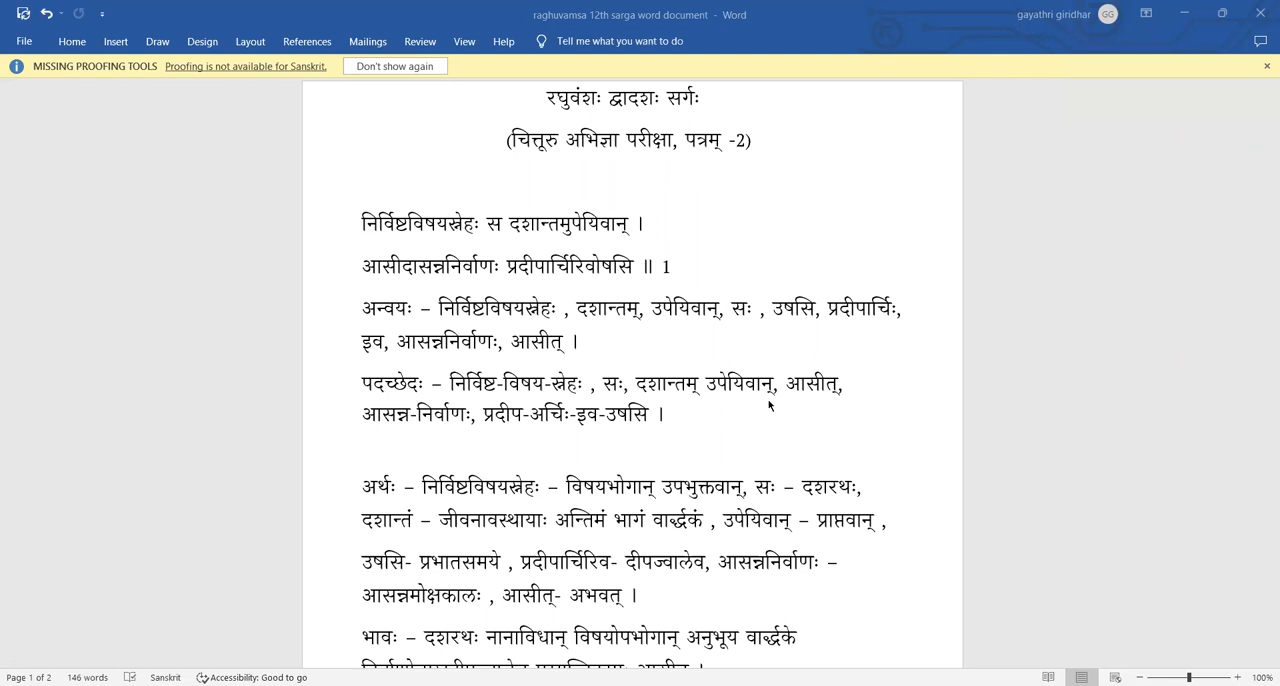 raghuvamsa 12th sarga word document - Word
gayathri giridhar GG
File Home Insert Draw Design Layout References Mailings Review View Help Tell me what you want to do
MISSING PROOFING TOOLS Proofing is not available for Sanskrit. Don't show again
रघुवंशः द्वादशः सर्गः
(चित्तूरु अभिज्ञा परीक्षा, पत्रम् -2)
निर्विष्टविषयस्नेहः स दशान्तमुपेयिवान् ।
आसीदासन्ननिर्वाणः प्रदीपार्चिरिवोषसि ॥ 1
अन्वयः – निर्विष्टविषयस्नेहः , दशान्तम्, उपेयिवान्, सः , उषसि, प्रदीपार्चिः,
इव, आसन्ननिर्वाणः, आसीत् ।
पदच्छेदः – निर्विष्ट-विषय-स्नेहः , सः, दशान्तम् उपेयिवान्, आसीत्,
आसन्न-निर्वाणः, प्रदीप-अर्चिः-इव-उषसि ।
अर्थः – निर्विष्टविषयस्नेहः – विषयभोगान् उपभुक्तवान्, सः – दशरथः,
दशान्तं – जीवनावस्थायाः अन्तिमं भागं वार्द्धकं , उपेयिवान् – प्राप्तवान् ,
उषसि- प्रभातसमये , प्रदीपार्चिरिव- दीपज्वालेव, आसन्ननिर्वाणः –
आसन्नमोक्षकालः , आसीत्- अभवत् ।
भावः – दशरथः नानाविधान् विषयोपभोगान् अनुभूय वार्द्धके
Page 1 of 2 146 words Sanskrit Accessibility: Good to go 100%